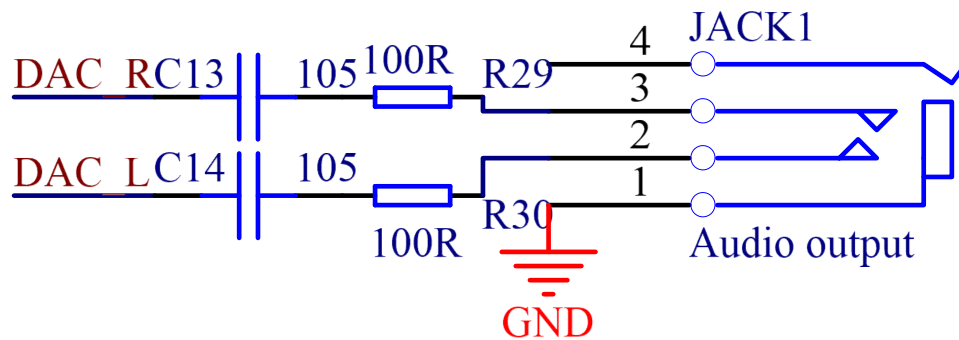 JACK1
4
DAC_R C13 105 100R R29
3
2
DAC_L C14 105
1
R30
100R
Audio output
GND